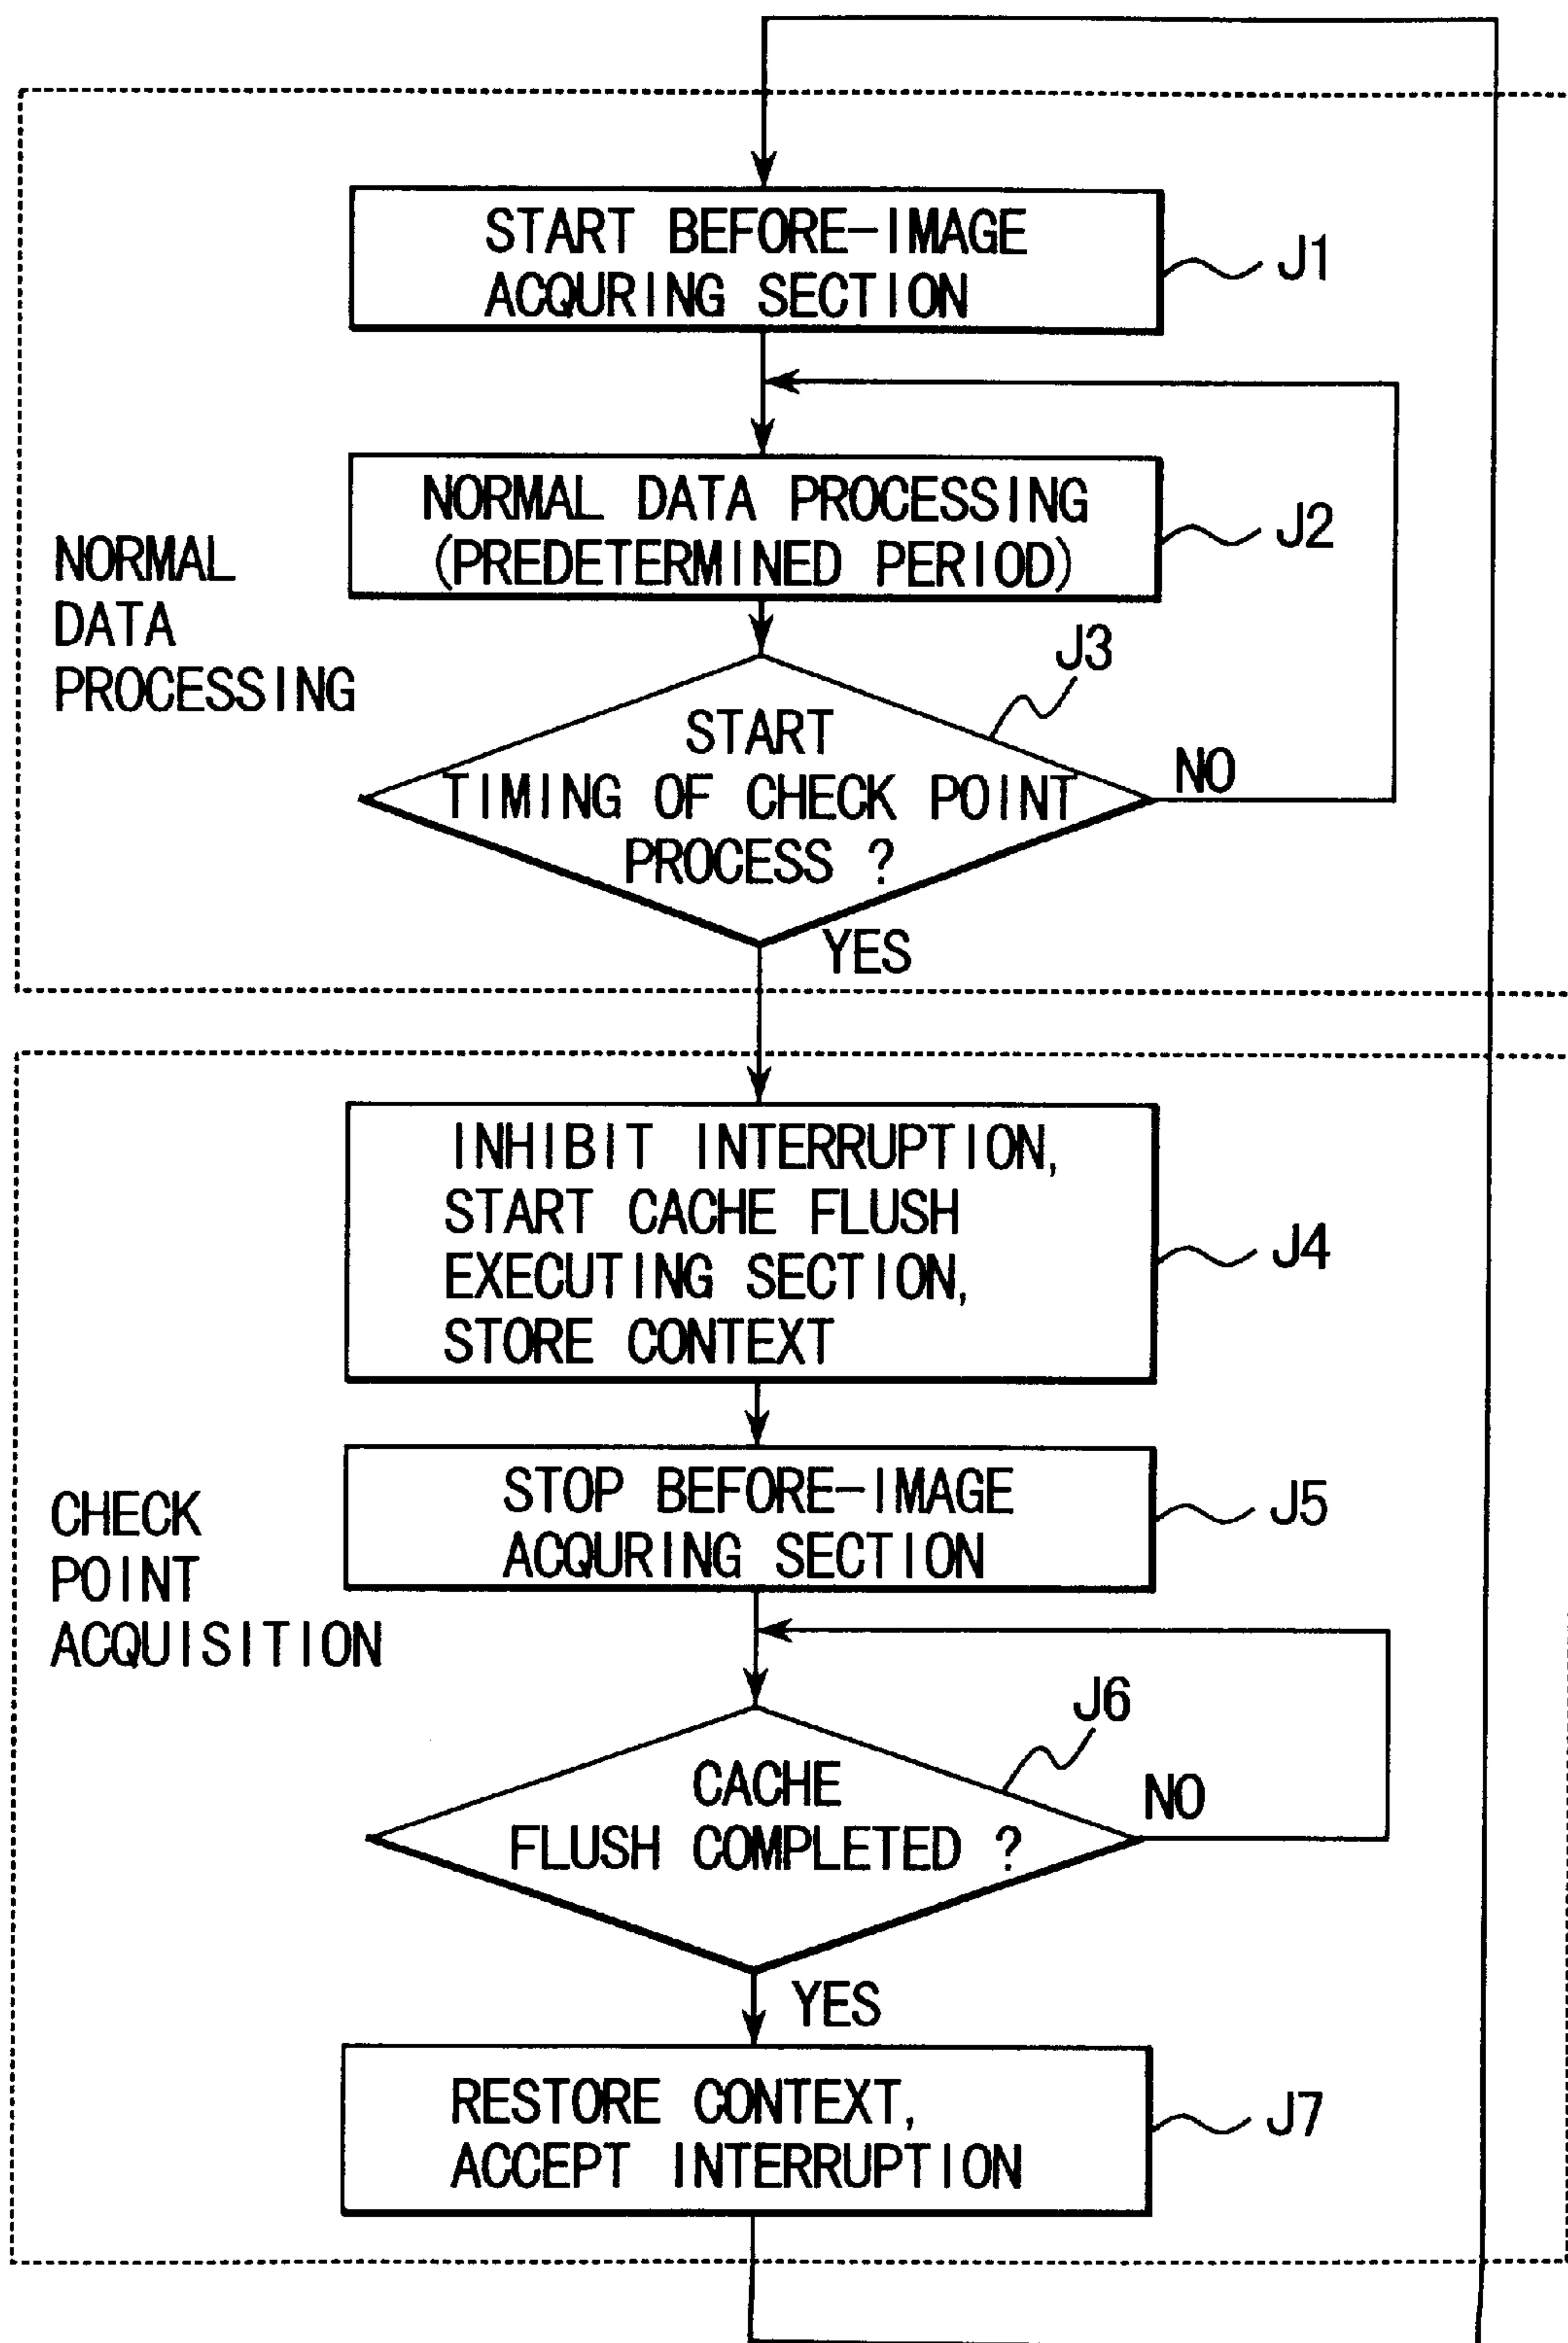 START BEFORE-IMAGE
ACQURING SECTION
J1
NORMAL DATA PROCESSING
(PREDETERMINED PERIOD)
J2
NORMAL
DATA
PROCESSING
J3
START
TIMING OF CHECK POINT
PROCESS ?
NO
YES
INHIBIT INTERRUPTION,
START CACHE FLUSH
EXECUTING SECTION,
STORE CONTEXT
J4
STOP BEFORE-IMAGE
ACQURING SECTION
J5
CHECK
POINT
ACQUISITION
J6
CACHE
FLUSH COMPLETED ?
NO
YES
RESTORE CONTEXT,
ACCEPT INTERRUPTION
J7